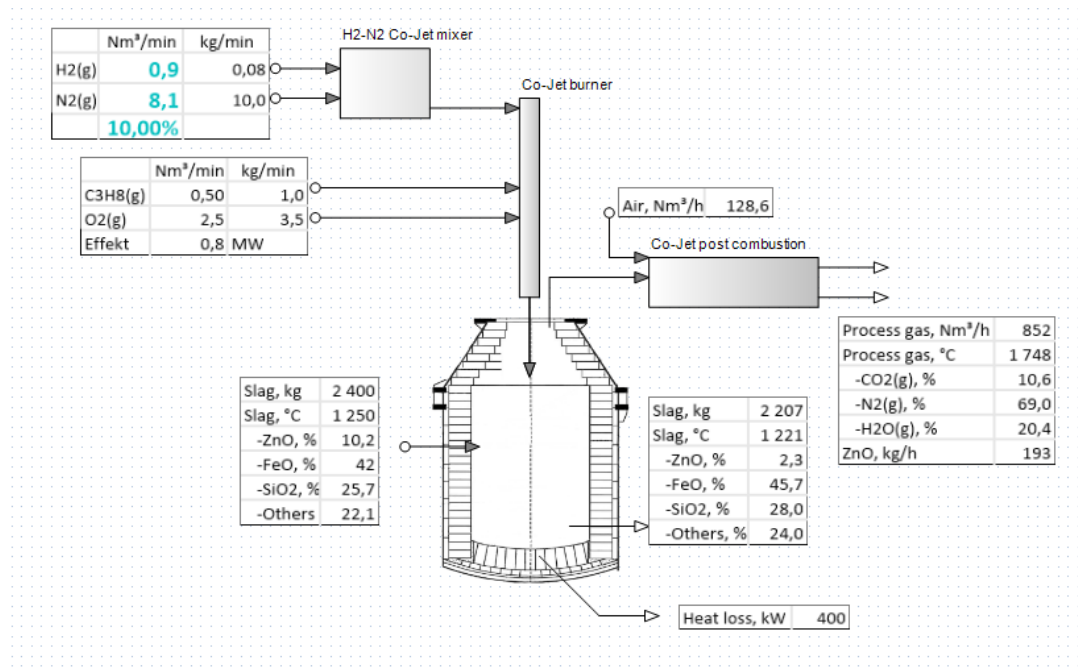 H2-N2 Co-Jet mixer
Nm³/min kg/min
H2(g) 0,9 0,08
N2(g) 8,1 10,0
10,00%
Co-Jet burner
Nm³/min kg/min
C3H8(g) 0,50 1,0
O2(g) 2,5 3,5
Effekt 0,8 MW
Air, Nm³/h 128,6
Co-Jet post combustion
Process gas, Nm³/h 852
Process gas, °C 1 748
-CO2(g), % 10,6
-N2(g), % 69,0
-H2O(g), % 20,4
ZnO, kg/h 193
Slag, kg 2 400
Slag, °C 1 250
-ZnO, % 10,2
-FeO, % 42
-SiO2, % 25,7
-Others 22,1
Slag, kg 2 207
Slag, °C 1 221
-ZnO, % 2,3
-FeO, % 45,7
-SiO2, % 28,0
-Others, % 24,0
Heat loss, kW 400